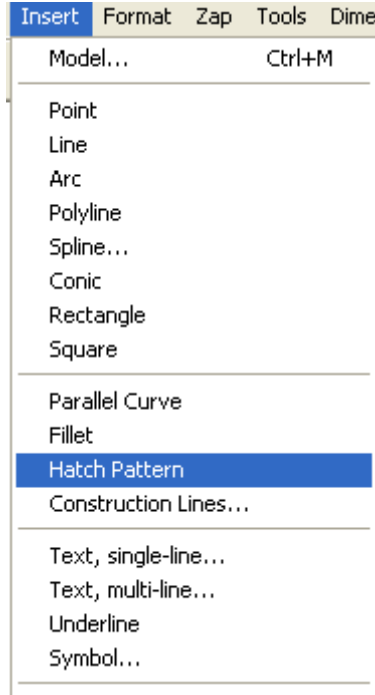 Insert Format Zap Tools Dime
Model... Ctrl+M
Point
Line
Arc
Polyline
Spline...
Conic
Rectangle
Square
Parallel Curve
Fillet
Hatch Pattern
Construction Lines...
Text, single-line...
Text, multi-line...
Underline
Symbol...